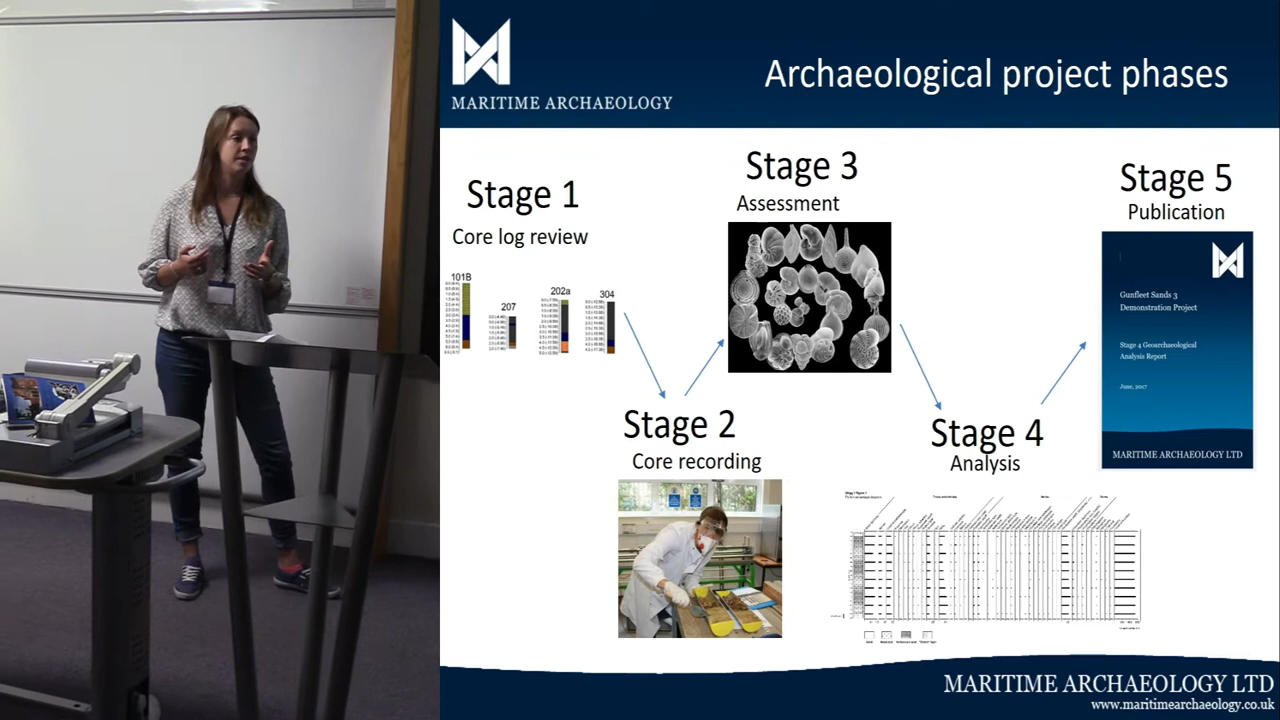 MARITIME ARCHAEOLOGY
Archaeological project phases
Stage 1
Core log review
101B
207
202a
304
Stage 2
Core recording
Stage 3
Assessment
Stage 4
Analysis
Stage 5
Publication
Gunfleet Sands 3
Demonstration Project
Stage 4 Geoarchaeological
Analysis Report
June, 2017
MARITIME ARCHAEOLOGY LTD
MARITIME ARCHAEOLOGY LTD
www.maritimearchaeology.co.uk